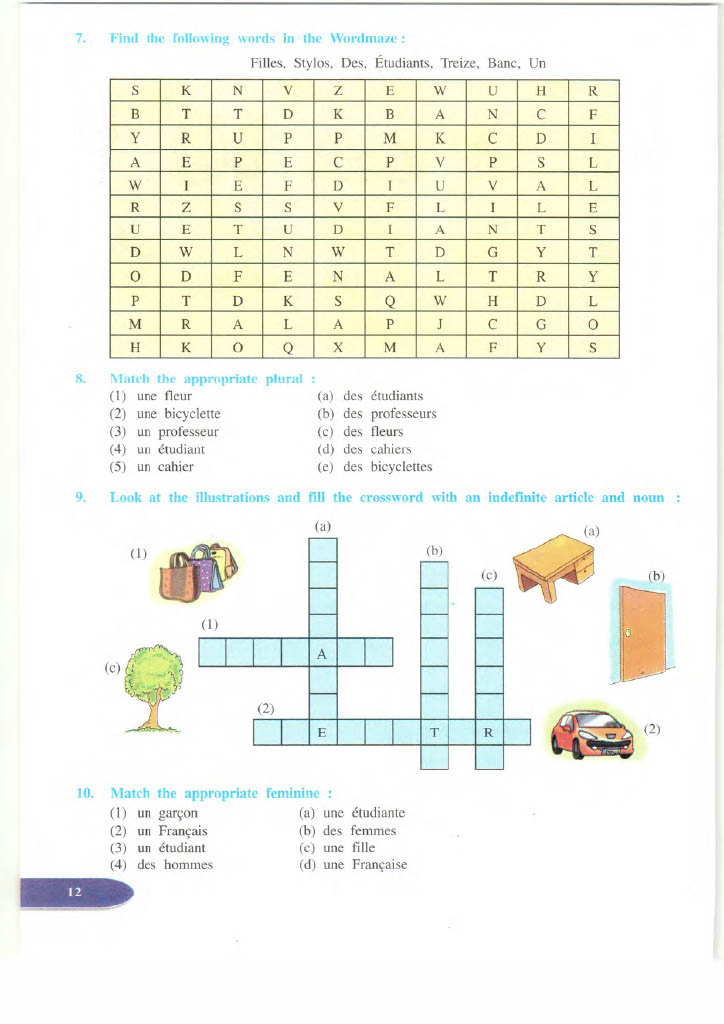 7. Find the following words in the Wordmaze :
Filles, Stylos, Des, Étudiants, Treize, Banc, Un
S K N V Z E W U H R
B T T D K B A N C F
Y R U P P M K C D I
A E P E C P V P S L
W I E F D I U V A L
R Z S S V F L I L E
U E T U D I A N T S
D W L N W T D G Y T
O D F E N A L T R Y
P T D K S Q W H D L
M R A L A P J C G O
H K O Q X M A F Y S
8. Match the appropriate plural :
(1) une fleur (a) des étudiants
(2) une bicyclette (b) des professeurs
(3) un professeur (c) des fleurs
(4) un étudiant (d) des cahiers
(5) un cahier (e) des bicyclettes
9. Look at the illustrations and fill the crossword with an indefinite article and noun :
(a)
(a)
(1) (b)
(c) (b)
(1)
A
(c)
(2)
E T R (2)
10. Match the appropriate feminine :
(1) un garçon (a) une étudiante
(2) un Français (b) des femmes
(3) un étudiant (c) une fille
(4) des hommes (d) une Française
12